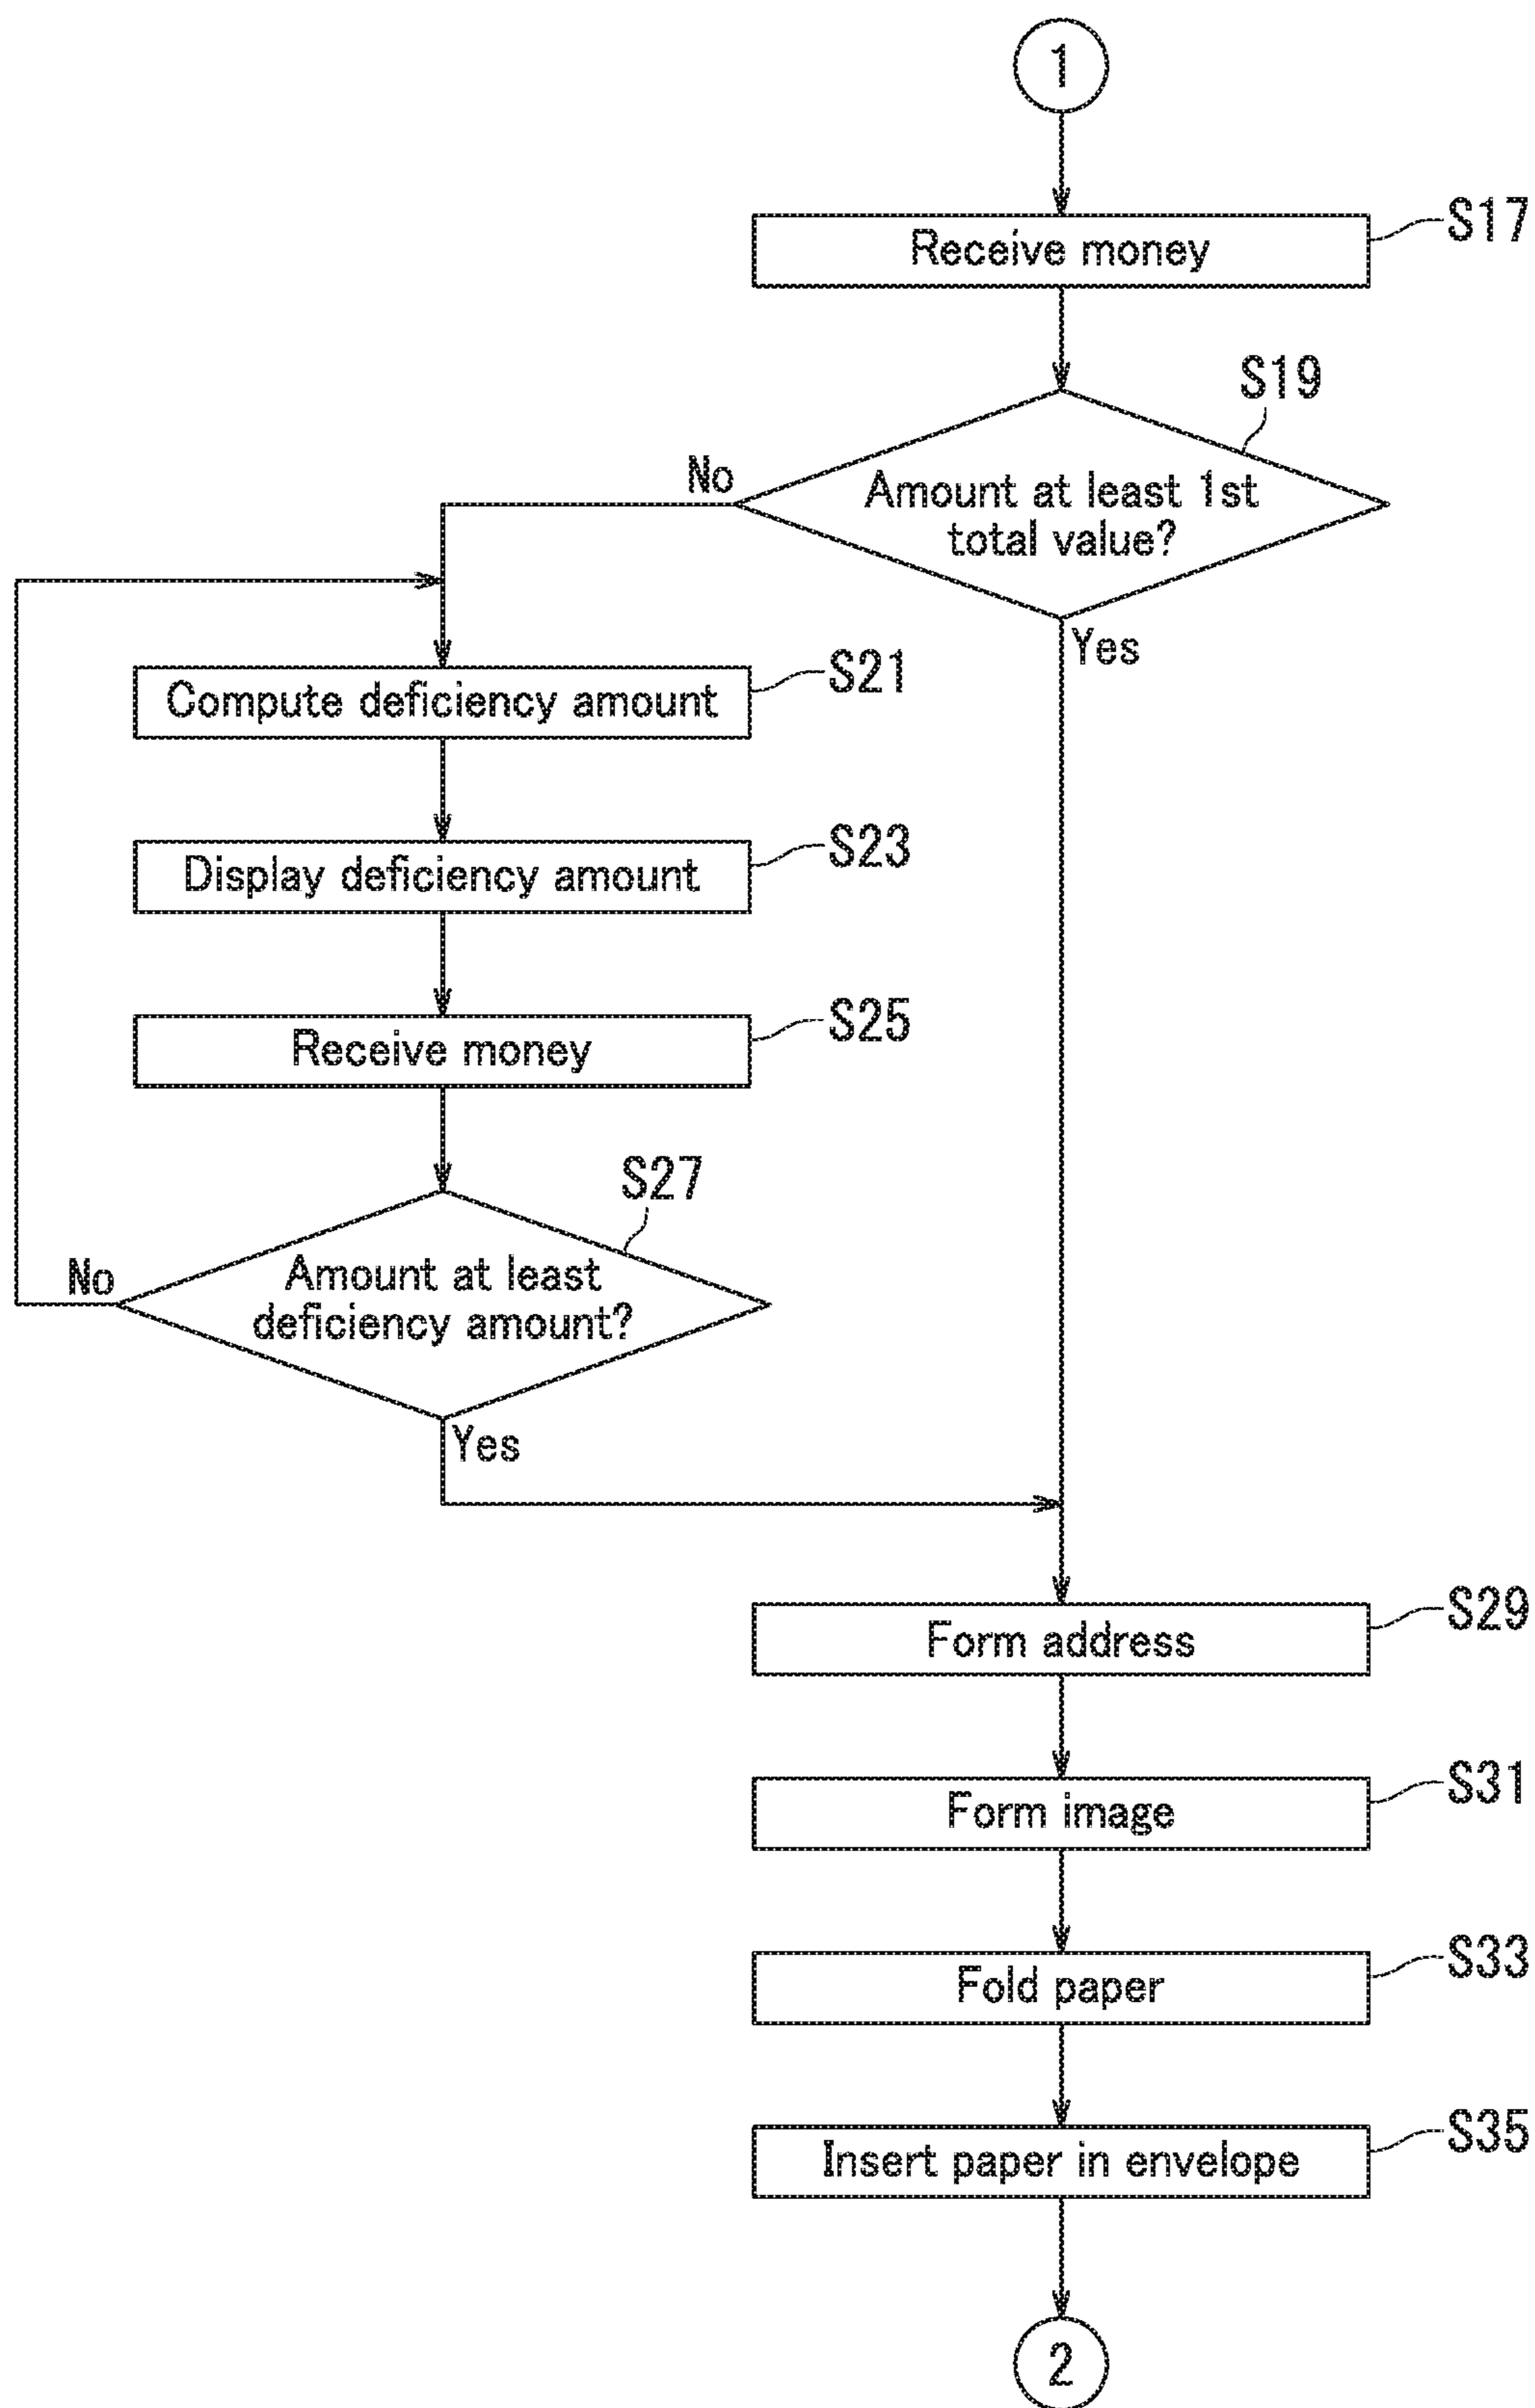 1
Receive money
S17
S19
Amount at least 1st
total value?
No
Yes
Compute deficiency amount
S21
Display deficiency amount
S23
Receive money
S25
S27
Amount at least
deficiency amount?
No
Yes
Form address
S29
Form image
S31
Fold paper
S33
Insert paper in envelope
S35
2